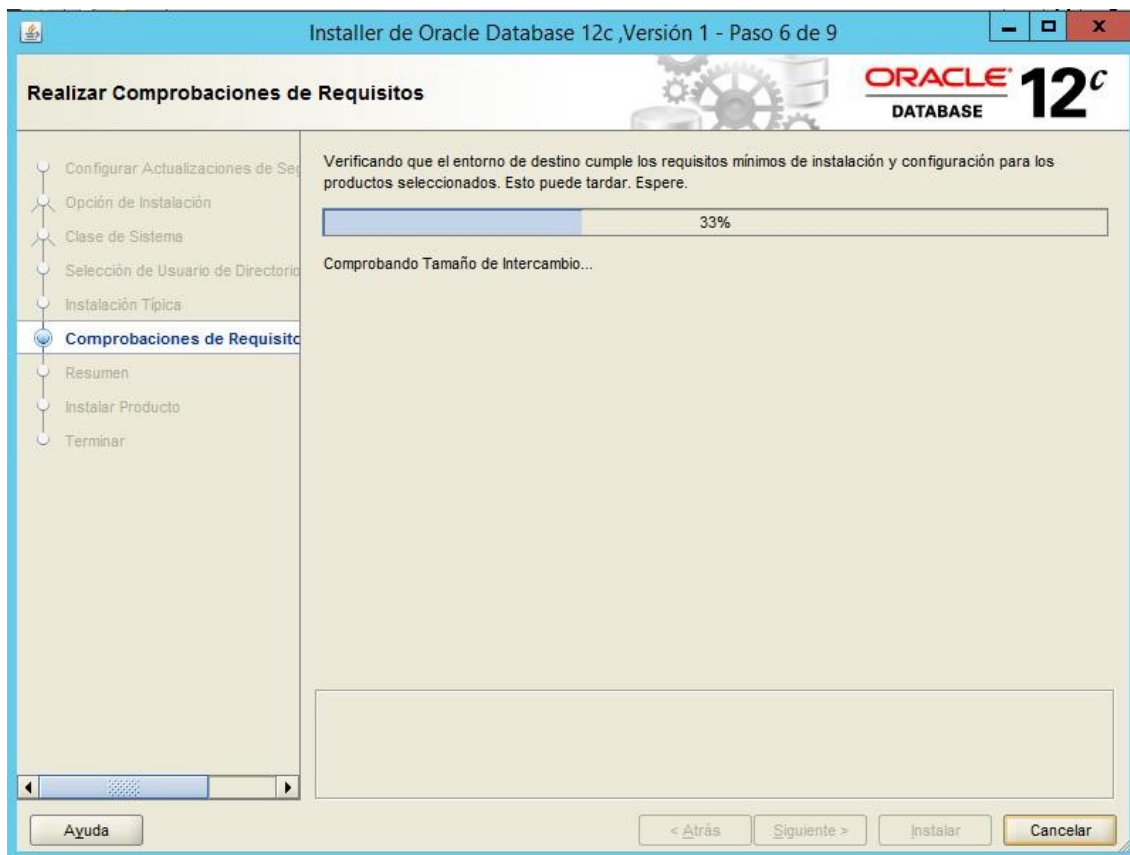 Installer de Oracle Database 12c ,Versión 1 - Paso 6 de 9
Realizar Comprobaciones de Requisitos
ORACLE
DATABASE
12c
Configurar Actualizaciones de Seg
Opción de Instalación
Clase de Sistema
Selección de Usuario de Directorio
Instalación Típica
Comprobaciones de Requisito
Resumen
Instalar Producto
Terminar
Verificando que el entorno de destino cumple los requisitos mínimos de instalación y configuración para los
productos seleccionados. Esto puede tardar. Espere.
33%
Comprobando Tamaño de Intercambio...
Ayuda
< Atrás
Siguiente >
Instalar
Cancelar